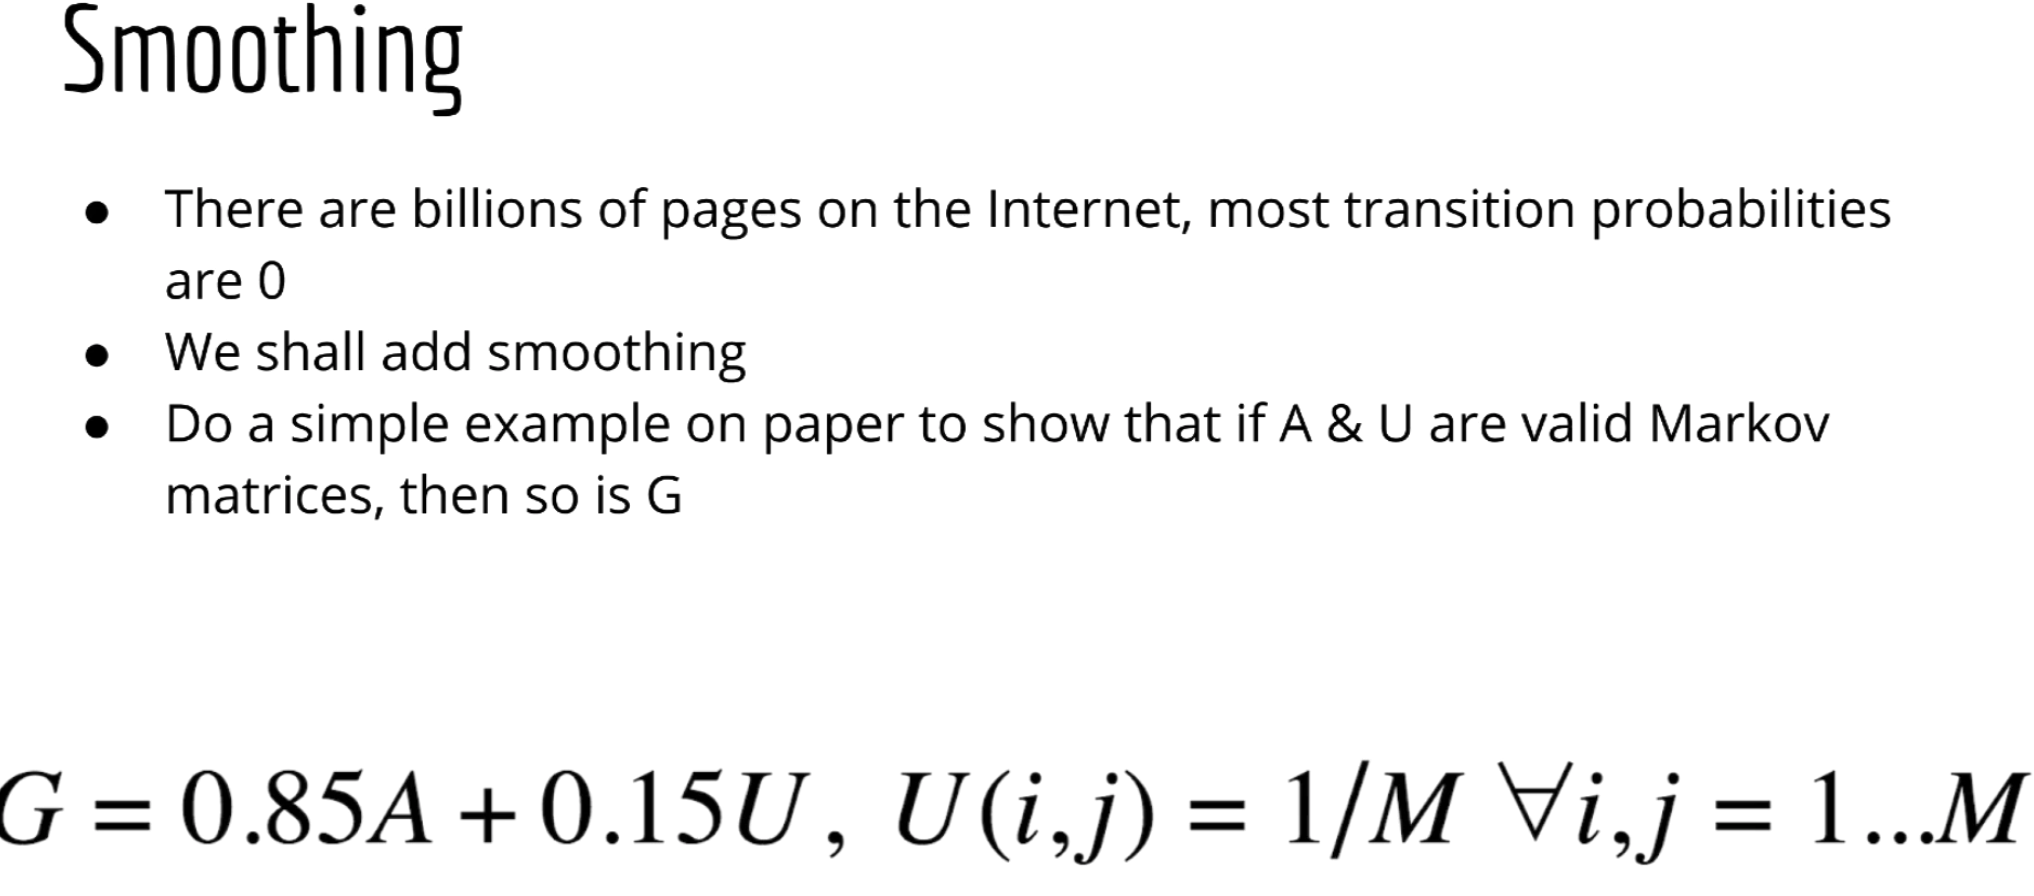 Smoothing
● There are billions of pages on the Internet, most transition probabilities
are 0
● We shall add smoothing
● Do a simple example on paper to show that if A & U are valid Markov
matrices, then so is G
G = 0.85A + 0.15U, U(i,j) = 1/M ∀i,j = 1...M